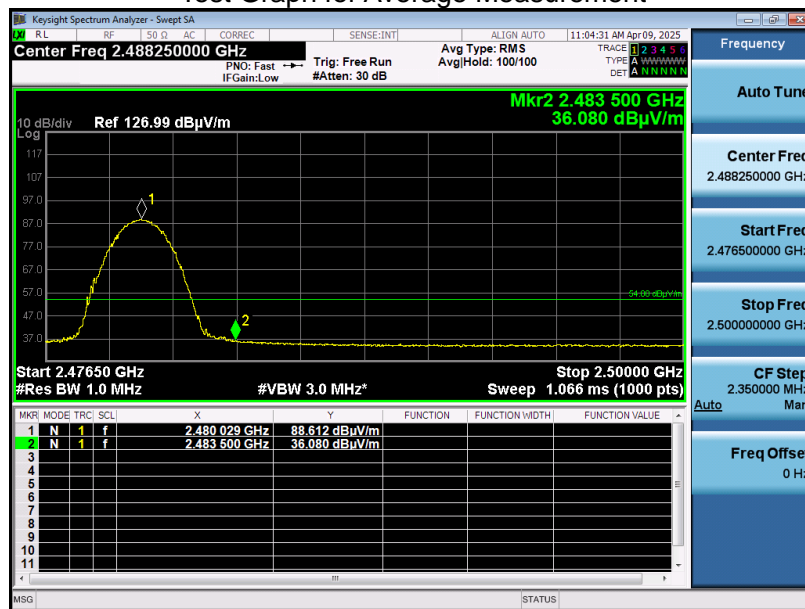 Test Graph for Average Measurement
Keysight Spectrum Analyzer - Swept SA
RL RF 50 Ω AC CORREC SENSE:INT ALIGN AUTO 11:04:31 AM Apr 09, 2025
Center Freq 2.488250000 GHz
PNO: Fast
IFGain:Low
Trig: Free Run
#Atten: 30 dB
Avg Type: RMS
Avg|Hold: 100/100
TRACE 1 2 3 4 5 6
TYPE A WWWWW
DET A N N N N N
Mkr2 2.483 500 GHz
36.080 dBµV/m
10 dB/div Ref 126.99 dBµV/m
Log
117
107
97.0
87.0
77.0
67.0
57.0
47.0
37.0
1
2
54.00 dBµV/m
Start 2.47650 GHz Stop 2.50000 GHz
#Res BW 1.0 MHz #VBW 3.0 MHz* Sweep 1.066 ms (1000 pts)
MKR MODE TRC SCL X Y FUNCTION FUNCTION WIDTH FUNCTION VALUE
1 N 1 f 2.480 029 GHz 88.612 dBµV/m
2 N 1 f 2.483 500 GHz 36.080 dBµV/m
3
4
5
6
7
8
9
10
11
MSG STATUS
Frequency
Auto Tune
Center Freq
2.488250000 GHz
Start Freq
2.476500000 GHz
Stop Freq
2.500000000 GHz
CF Step
2.350000 MHz
Auto Man
Freq Offset
0 Hz